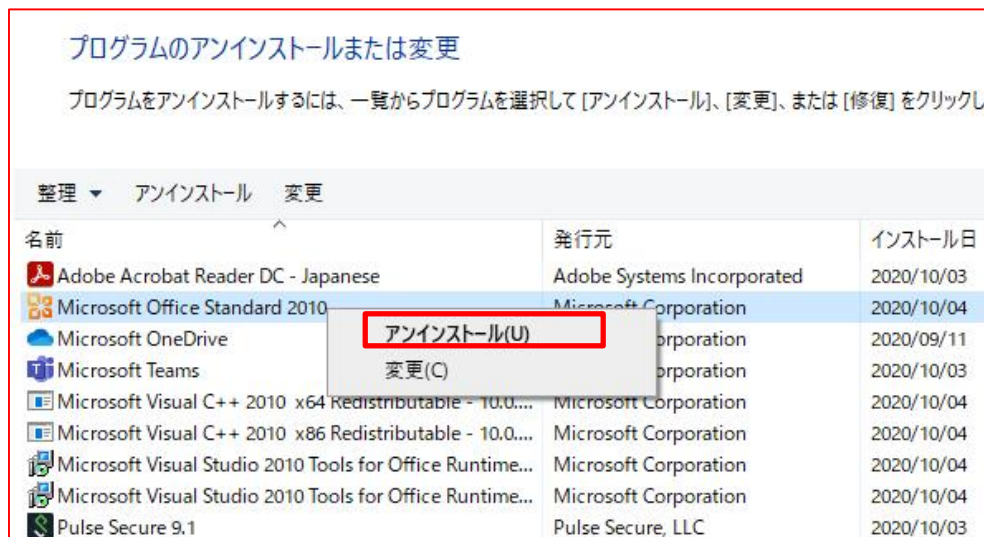 プログラムのアンインストールまたは変更
プログラムをアンインストールするには、一覧からプログラムを選択して [アンインストール]、[変更]、または [修復] をクリックし
整理 アンインストール 変更
名前 発行元 インストール日
Adobe Acrobat Reader DC - Japanese Adobe Systems Incorporated 2020/10/03
Microsoft Office Standard 2010 Microsoft Corporation 2020/10/04
アンインストール(U)
Microsoft OneDrive orporation 2020/09/11
変更(C)
Microsoft Teams orporation 2020/10/03
Microsoft Visual C++ 2010 x64 Redistributable - 10.0.... Microsoft Corporation 2020/10/04
Microsoft Visual C++ 2010 x86 Redistributable - 10.0.... Microsoft Corporation 2020/10/04
Microsoft Visual Studio 2010 Tools for Office Runtime... Microsoft Corporation 2020/10/04
Microsoft Visual Studio 2010 Tools for Office Runtime... Microsoft Corporation 2020/10/04
Pulse Secure 9.1 Pulse Secure, LLC 2020/10/03